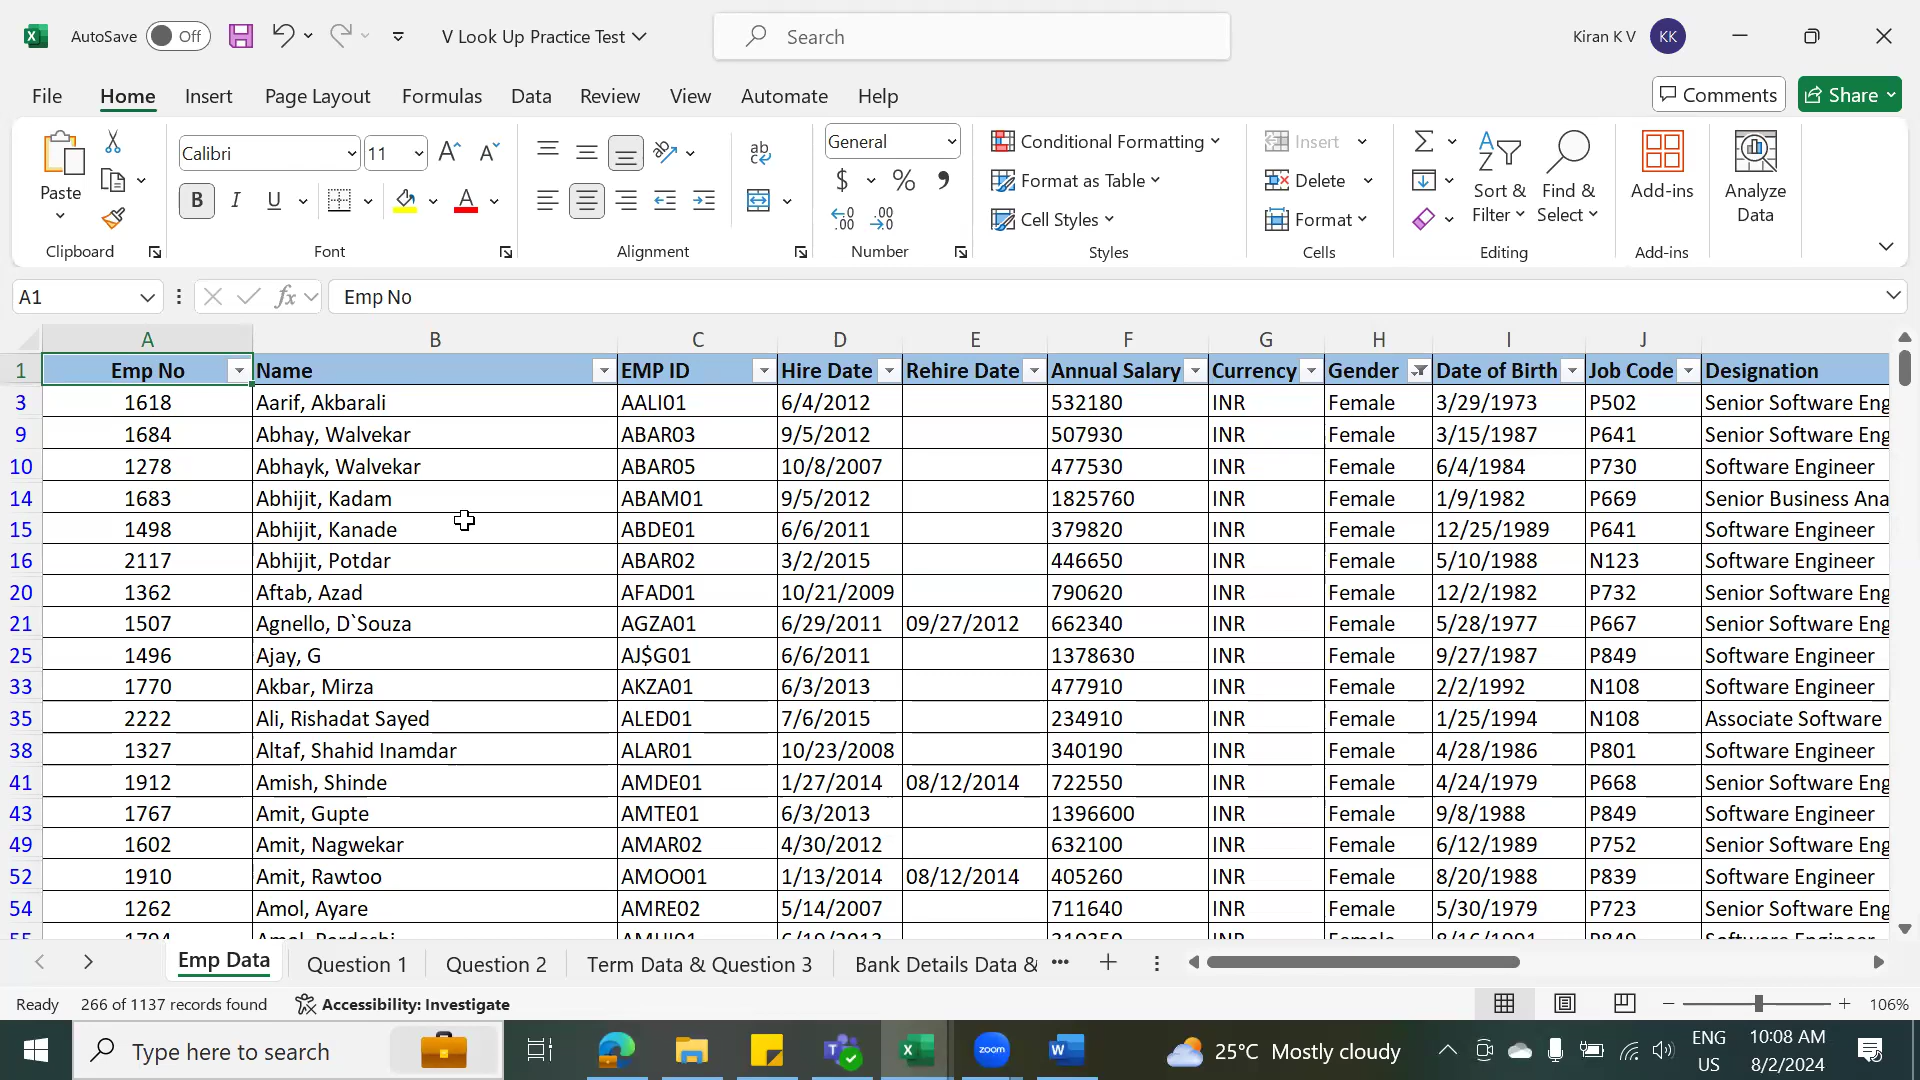 AutoSave Off V Look Up Practice Test Search Kiran K V KK
File Home Insert Page Layout Formulas Data Review View Automate Help Comments Share
Paste
Clipboard
Calibri 11
B I U
Font
ab
Alignment
General
$ % ,
Number
Conditional Formatting
Format as Table
Cell Styles
Styles
Insert
Delete
Format
Cells
Sort & Filter
Find & Select
Editing
Add-ins
Add-ins
Analyze Data
A1 fx Emp No
A B C D E F G H I J
1 Emp No Name EMP ID Hire Date Rehire Date Annual Salary Currency Gender Date of Birth Job Code Designation
3 1618 Aarif, Akbarali AALI01 6/4/2012 532180 INR Female 3/29/1973 P502 Senior Software Eng
9 1684 Abhay, Walvekar ABAR03 9/5/2012 507930 INR Female 3/15/1987 P641 Senior Software Eng
10 1278 Abhayk, Walvekar ABAR05 10/8/2007 477530 INR Female 6/4/1984 P730 Software Engineer
14 1683 Abhijit, Kadam ABAM01 9/5/2012 1825760 INR Female 1/9/1982 P669 Senior Business Ana
15 1498 Abhijit, Kanade ABDE01 6/6/2011 379820 INR Female 12/25/1989 P641 Software Engineer
16 2117 Abhijit, Potdar ABAR02 3/2/2015 446650 INR Female 5/10/1988 N123 Software Engineer
20 1362 Aftab, Azad AFAD01 10/21/2009 790620 INR Female 12/2/1982 P732 Senior Software Eng
21 1507 Agnello, D`Souza AGZA01 6/29/2011 09/27/2012 662340 INR Female 5/28/1977 P667 Senior Software Eng
25 1496 Ajay, G AJ$G01 6/6/2011 1378630 INR Female 9/27/1987 P849 Software Engineer
33 1770 Akbar, Mirza AKZA01 6/3/2013 477910 INR Female 2/2/1992 N108 Software Engineer
35 2222 Ali, Rishadat Sayed ALED01 7/6/2015 234910 INR Female 1/25/1994 N108 Associate Software
38 1327 Altaf, Shahid Inamdar ALAR01 10/23/2008 340190 INR Female 4/28/1986 P801 Software Engineer
41 1912 Amish, Shinde AMDE01 1/27/2014 08/12/2014 722550 INR Female 4/24/1979 P668 Senior Software Eng
43 1767 Amit, Gupte AMTE01 6/3/2013 1396600 INR Female 9/8/1988 P849 Software Engineer
49 1602 Amit, Nagwekar AMAR02 4/30/2012 632100 INR Female 6/12/1989 P752 Senior Software Eng
52 1910 Amit, Rawtoo AMOO01 1/13/2014 08/12/2014 405260 INR Female 8/20/1988 P839 Software Engineer
54 1262 Amol, Ayare AMRE02 5/14/2007 711640 INR Female 5/30/1979 P723 Senior Software Eng
Emp Data Question 1 Question 2 Term Data & Question 3 Bank Details Data &
Ready 266 of 1137 records found Accessibility: Investigate 106%
Type here to search zoom 25°C Mostly cloudy ENG US 10:08 AM 8/2/2024